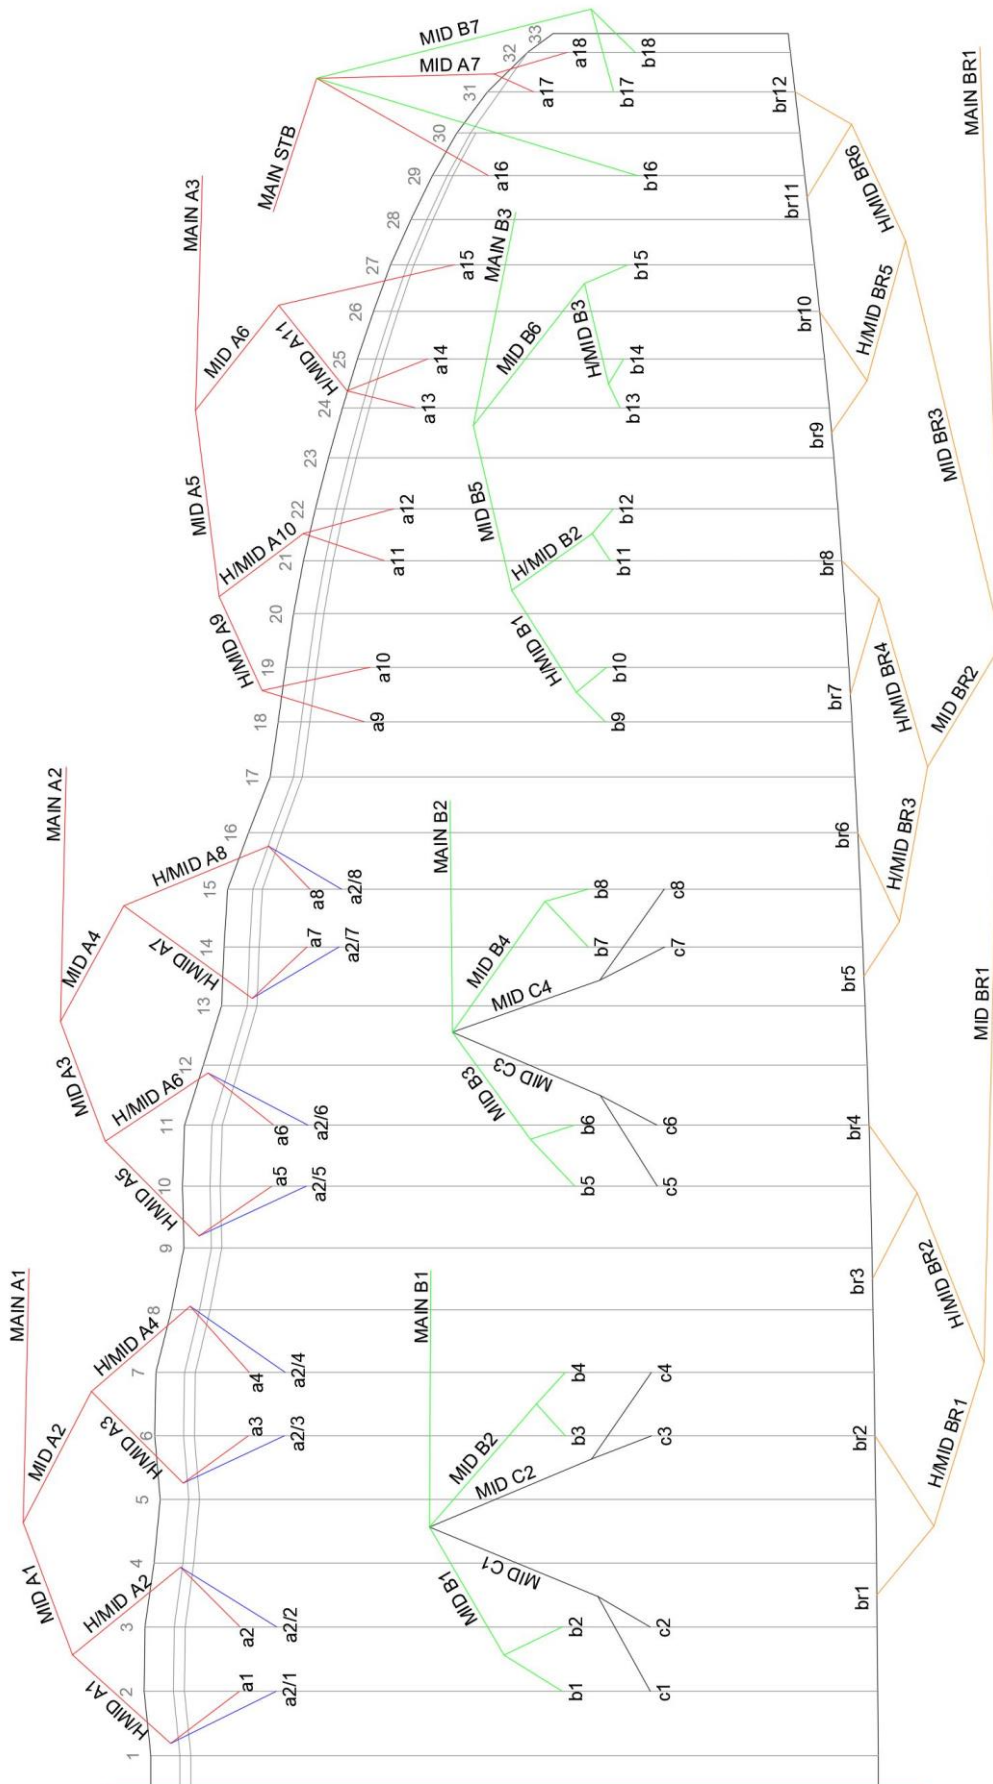 MAIN A1
MID A1
MID A2
H/MID A1
H/MID A2
H/MID A3
H/MID A4
MAIN A2
MID A3
MID A4
H/MID A5
H/MID A6
H/MID A7
H/MID A8
MAIN A3
MID A5
MID A6
H/MID A9
H/MID A10
H/MID A11
MAIN STB
MID A7
MID B7
1
2
3
4
5
6
7
8
9
10
11
12
13
14
15
16
17
18
19
20
21
22
23
24
25
26
27
28
29
30
31
32
33
a1
a2
a3
a4
a5
a6
a7
a8
a9
a10
a11
a12
a13
a14
a15
a16
a17
a18
a2/1
a2/2
a2/3
a2/4
a2/5
a2/6
a2/7
a2/8
MAIN B1
MID B1
MID B2
MID C1
MID C2
MAIN B2
MID B3
MID B4
MID C3
MID C4
MAIN B3
MID B5
MID B6
H/MID B1
H/MID B2
H/MID B3
b1
b2
b3
b4
b5
b6
b7
b8
b9
b10
b11
b12
b13
b14
b15
b16
b17
b18
c1
c2
c3
c4
c5
c6
c7
c8
br1
br2
br3
br4
br5
br6
br7
br8
br9
br10
br11
br12
H/MID BR1
H/MID BR2
H/MID BR3
H/MID BR4
H/MID BR5
H/MID BR6
MID BR1
MID BR2
MID BR3
MAIN BR1